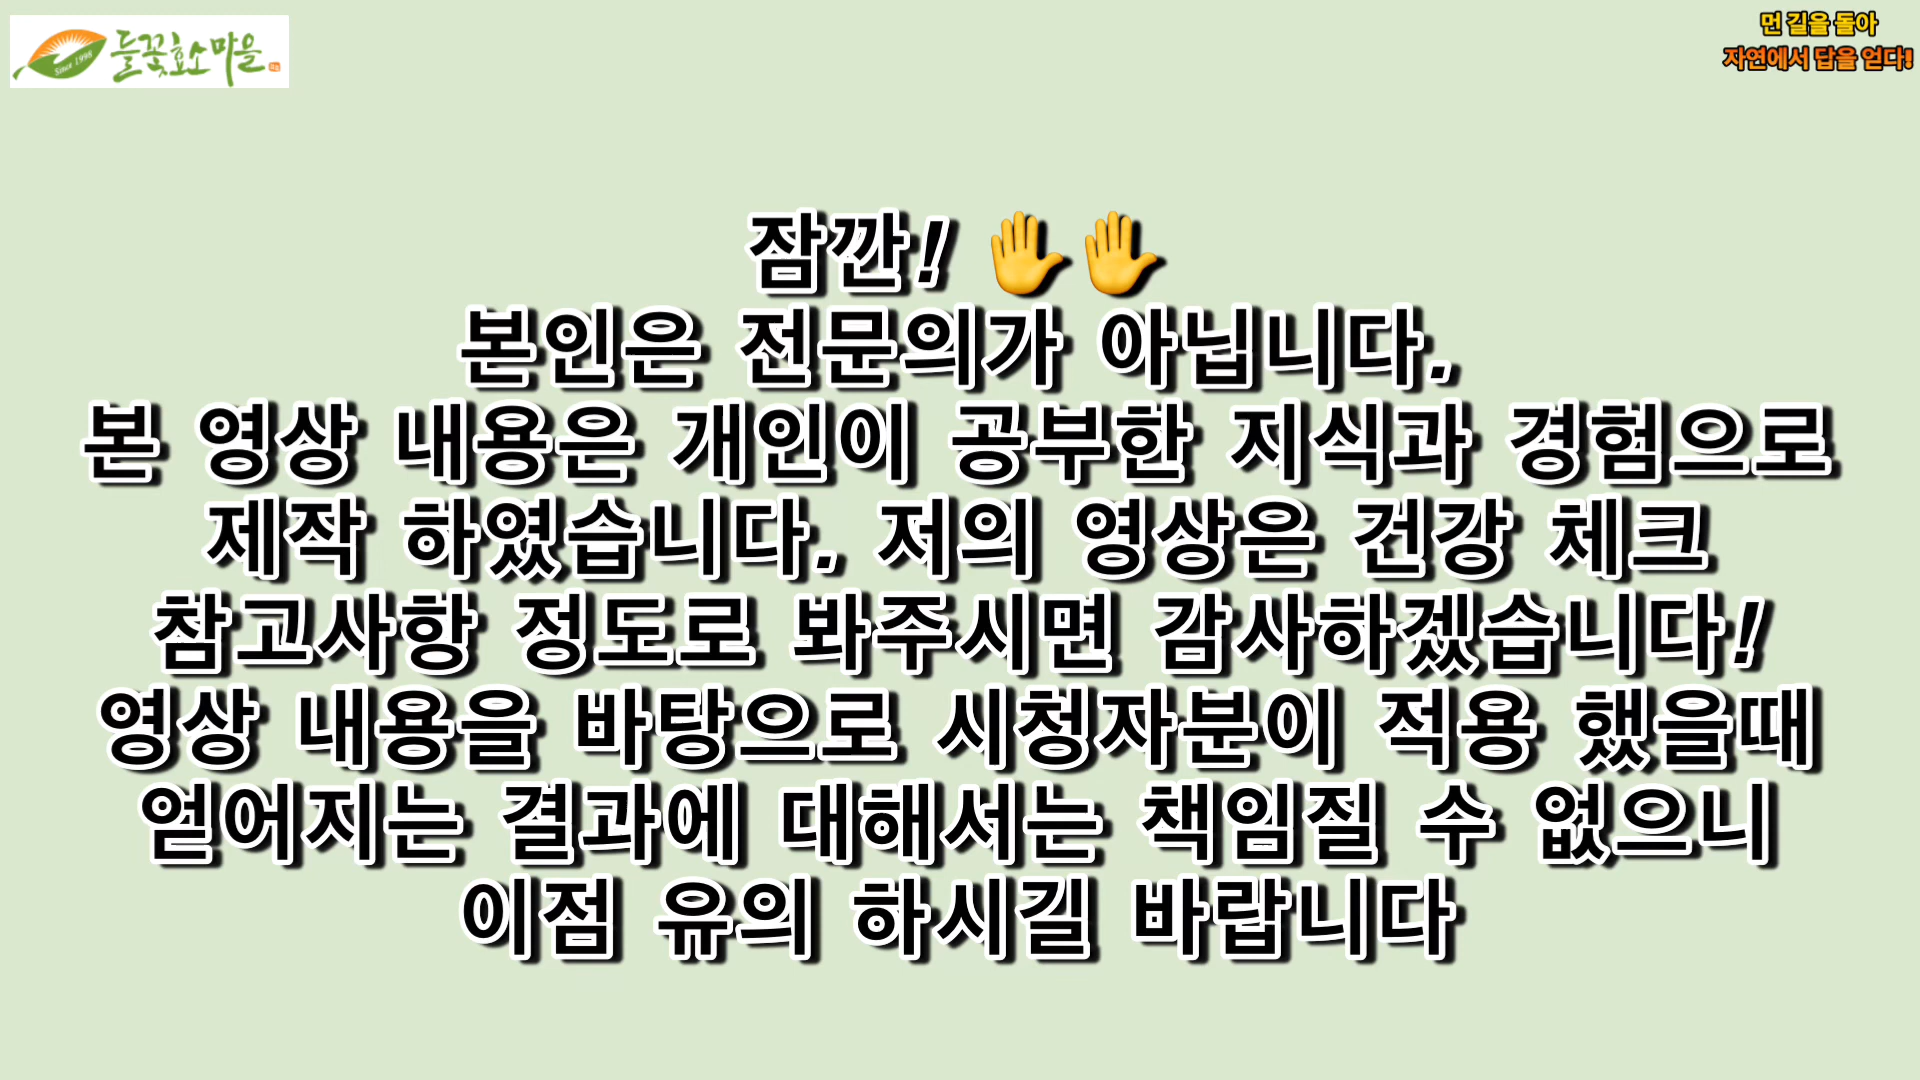 Since 1998
들꽃효소마을
먼 길을 돌아
자연에서 답을 얻다!
잠깐! ✋✋
본인은 전문의가 아닙니다.
본 영상 내용은 개인이 공부한 지식과 경험으로
제작 하였습니다. 저의 영상은 건강 체크
참고사항 정도로 봐주시면 감사하겠습니다!
영상 내용을 바탕으로 시청자분이 적용 했을때
얻어지는 결과에 대해서는 책임질 수 없으니
이점 유의 하시길 바랍니다